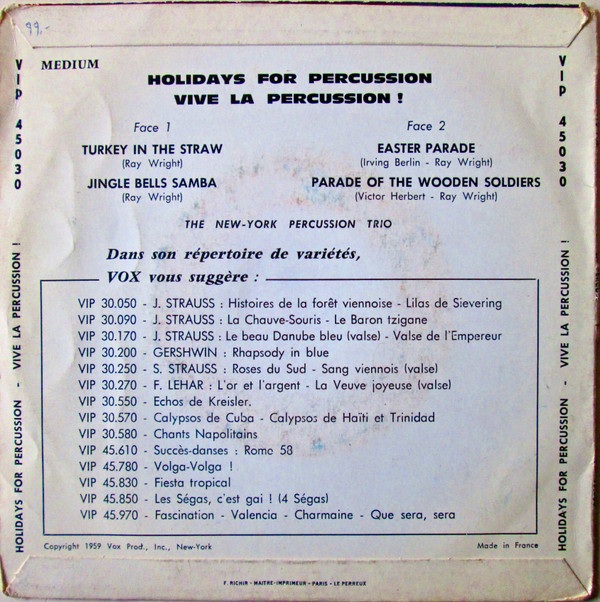 99,-
MEDIUM
VIP 45030
HOLIDAYS FOR PERCUSSION - VIVE LA PERCUSSION !
HOLIDAYS FOR PERCUSSION
VIVE LA PERCUSSION !
Face 1
TURKEY IN THE STRAW
(Ray Wright)
JINGLE BELLS SAMBA
(Ray Wright)
Face 2
EASTER PARADE
(Irving Berlin - Ray Wright)
PARADE OF THE WOODEN SOLDIERS
(Victor Herbert - Ray Wright)
THE NEW-YORK PERCUSSION TRIO
Dans son répertoire de variétés,
VOX vous suggère :
VIP 30.050 - J. STRAUSS : Histoires de la forêt viennoise - Lilas de Sievering
VIP 30.090 - J. STRAUSS : La Chauve-Souris - Le Baron tzigane
VIP 30.170 - J. STRAUSS : Le beau Danube bleu (valse) - Valse de l'Empereur
VIP 30.200 - GERSHWIN : Rhapsody in blue
VIP 30.250 - S. STRAUSS : Roses du Sud - Sang viennois (valse)
VIP 30.270 - F. LEHAR : L'or et l'argent - La Veuve joyeuse (valse)
VIP 30.550 - Echos de Kreisler.
VIP 30.570 - Calypsos de Cuba - Calypsos de Haïti et Trinidad
VIP 30.580 - Chants Napolitains
VIP 45.610 - Succès-danses : Rome 58
VIP 45.780 - Volga-Volga !
VIP 45.830 - Fiesta tropical
VIP 45.850 - Les Ségas, c'est gai ! (4 Ségas)
VIP 45.970 - Fascination - Valencia - Charmaine - Que sera, sera
Copyright 1959 Vox Prod., Inc., New-York
Made in France
F. RICHIR - MAITRE-IMPRIMEUR - PARIS - LE PERREUX
VIP 45030
HOLIDAYS FOR PERCUSSION - VIVE LA PERCUSSION !